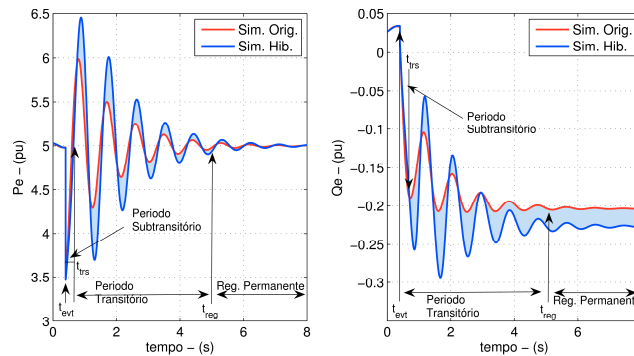 6.5
6
5.5
5
4.5
4
3.5
3
Pe – (pu)
Sim. Orig.
Sim. Hib.
Periodo
Subtransitório
t_trs
Periodo
Transitório
Reg. Permanente
t_evt
t_reg
0 2 4 6 8
tempo – (s)
0.05
0
−0.05
−0.1
−0.15
−0.2
−0.25
−0.3
Qe – (pu)
Sim. Orig.
Sim. Hib.
t_trs
Periodo
Subtransitório
Periodo
Transitório
Reg. Permanente
t_evt
t_reg
0 2 4 6
tempo – (s)